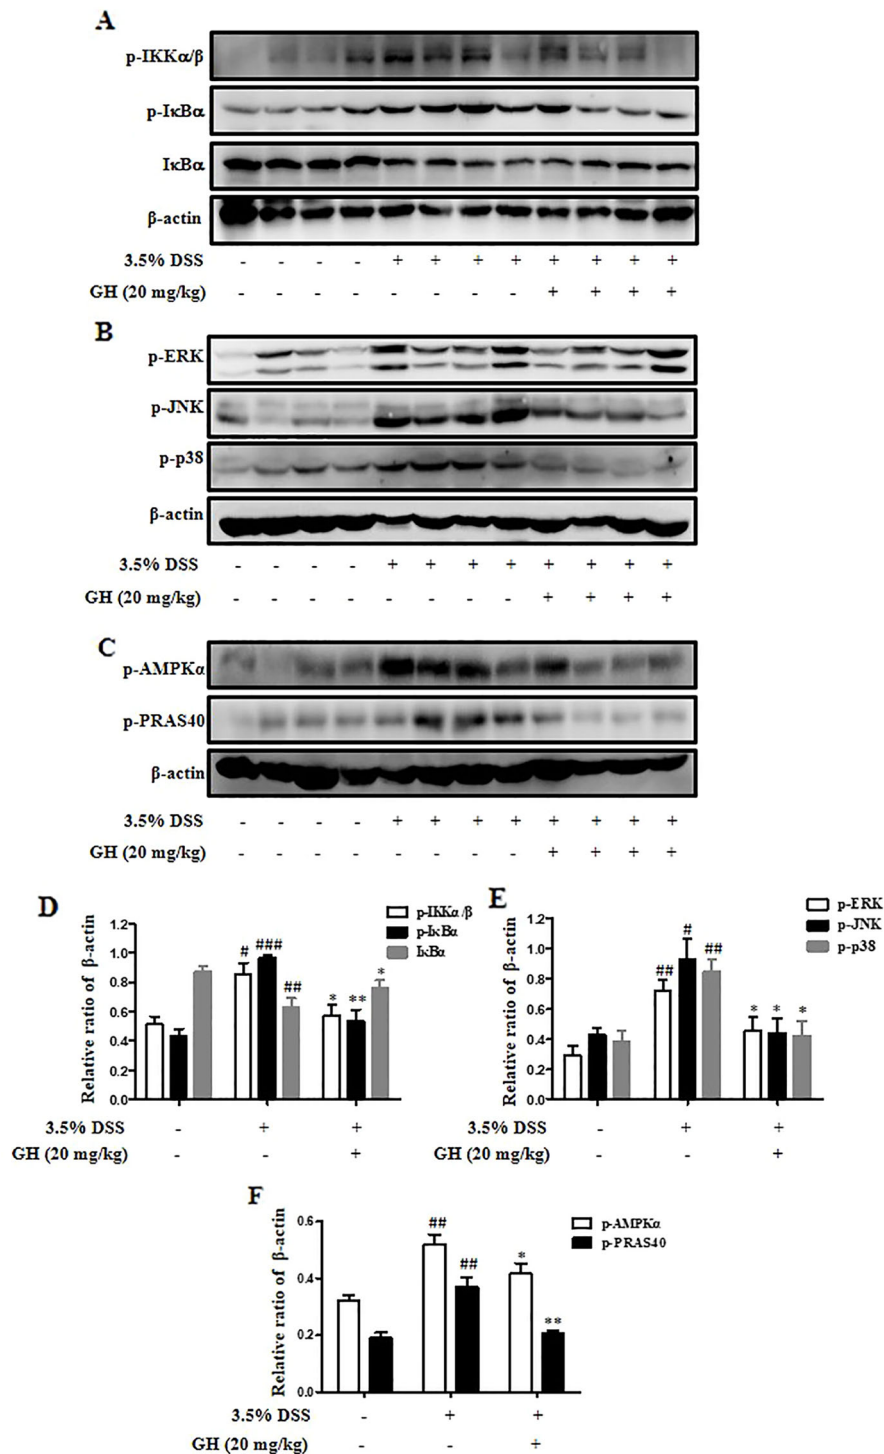 A
p-IKKα/β
p-IκBα
IκBα
β-actin
3.5% DSS - - - - + + + + + + + +
GH (20 mg/kg) - - - - - - - - + + + +
B
p-ERK
p-JNK
p-p38
β-actin
3.5% DSS - - - - + + + + + + + +
GH (20 mg/kg) - - - - - - - - + + + +
C
p-AMPKα
p-PRAS40
β-actin
3.5% DSS - - - - + + + + + + + +
GH (20 mg/kg) - - - - - - - - + + + +
D
Relative ratio of β-actin
1.2
1.0
0.8
0.6
0.4
0.2
0.0
p-IKKα/β
p-IκBα
IκBα
# ### ## * ** *
3.5% DSS - + +
GH (20 mg/kg) - - +
E
Relative ratio of β-actin
1.2
1.0
0.8
0.6
0.4
0.2
0.0
p-ERK
p-JNK
p-p38
## # ## * * *
3.5% DSS - + +
GH (20 mg/kg) - - +
F
Relative ratio of β-actin
0.6
0.4
0.2
0.0
p-AMPKα
p-PRAS40
## ## * **
3.5% DSS - + +
GH (20 mg/kg) - - +